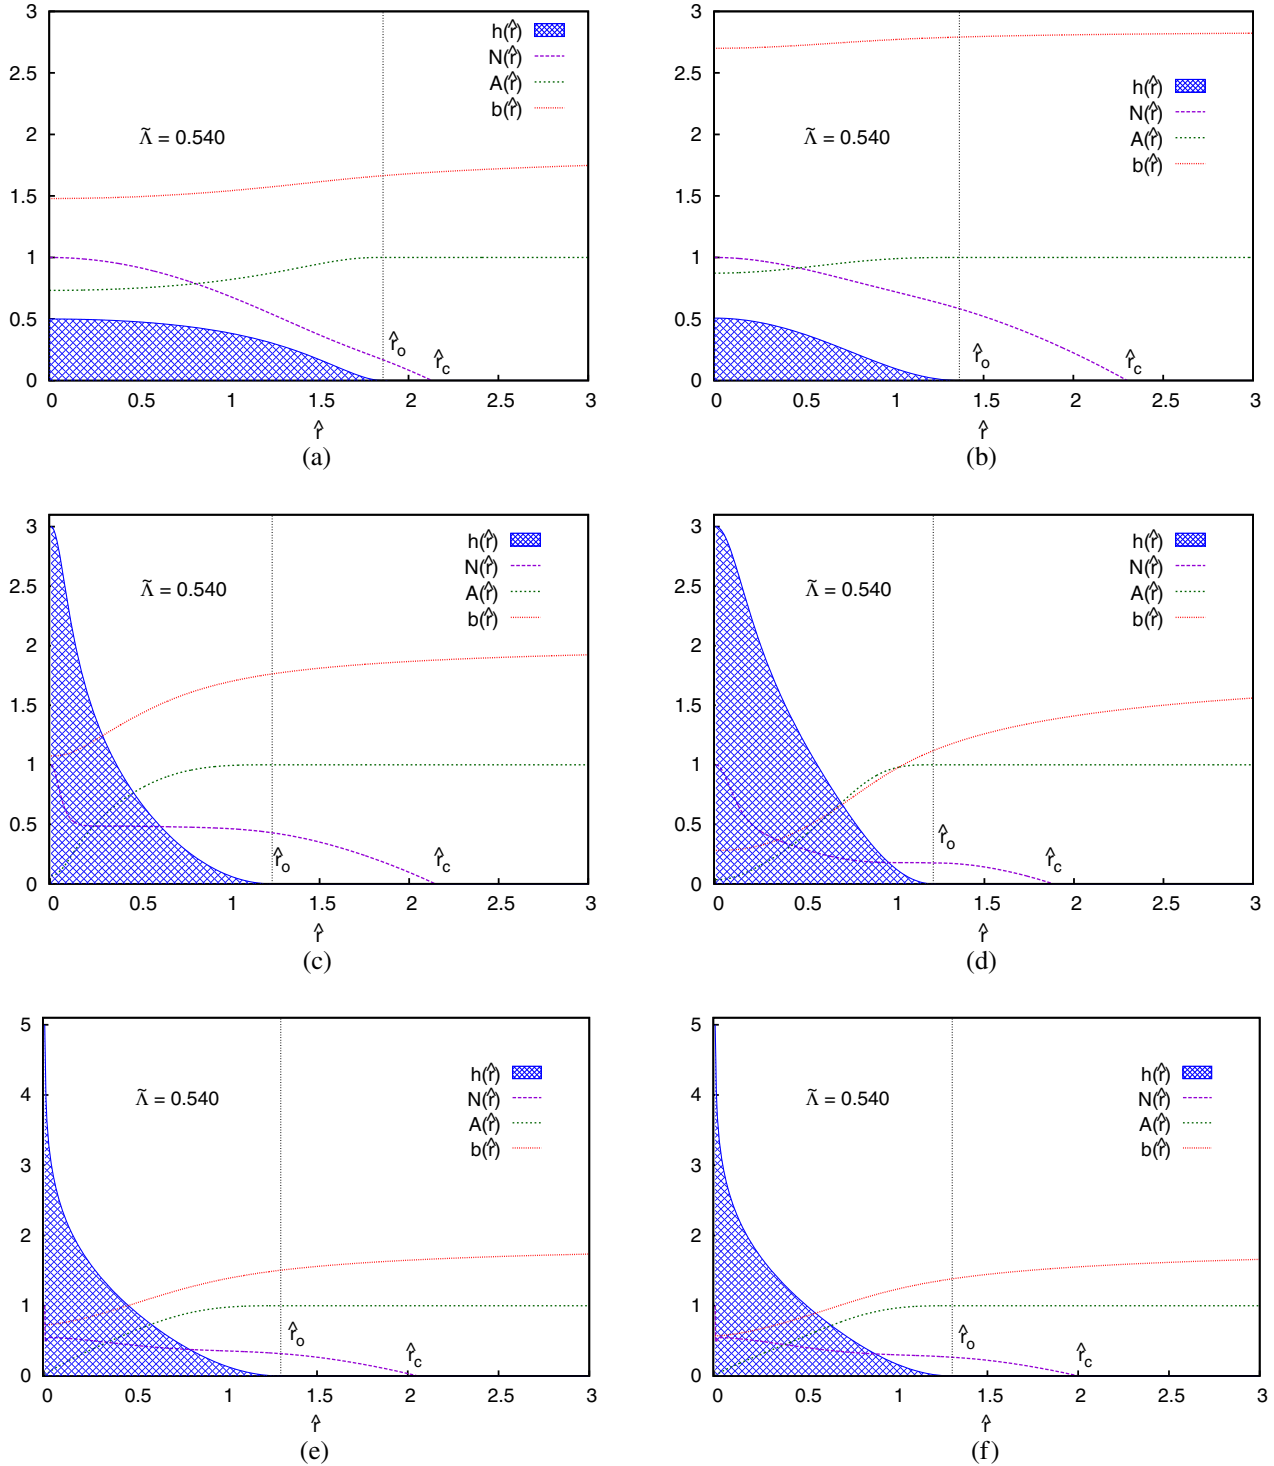 3
2.5
2
1.5
1
0.5
0
h(r̂)
N(r̂)
A(r̂)
b(r̂)
Λ̃ = 0.540
r̂o
r̂c
0 0.5 1 1.5 2 2.5 3
r̂
(a)
3
2.5
2
1.5
1
0.5
0
h(r̂)
N(r̂)
A(r̂)
b(r̂)
Λ̃ = 0.540
r̂o
r̂c
0 0.5 1 1.5 2 2.5 3
r̂
(b)
3
2.5
2
1.5
1
0.5
0
h(r̂)
N(r̂)
A(r̂)
b(r̂)
Λ̃ = 0.540
r̂o
r̂c
0 0.5 1 1.5 2 2.5 3
r̂
(c)
3
2.5
2
1.5
1
0.5
0
h(r̂)
N(r̂)
A(r̂)
b(r̂)
Λ̃ = 0.540
r̂o
r̂c
0 0.5 1 1.5 2 2.5 3
r̂
(d)
5
4
3
2
1
0
h(r̂)
N(r̂)
A(r̂)
b(r̂)
Λ̃ = 0.540
r̂o
r̂c
0 0.5 1 1.5 2 2.5 3
r̂
(e)
5
4
3
2
1
0
h(r̂)
N(r̂)
A(r̂)
b(r̂)
Λ̃ = 0.540
r̂o
r̂c
0 0.5 1 1.5 2 2.5 3
r̂
(f)